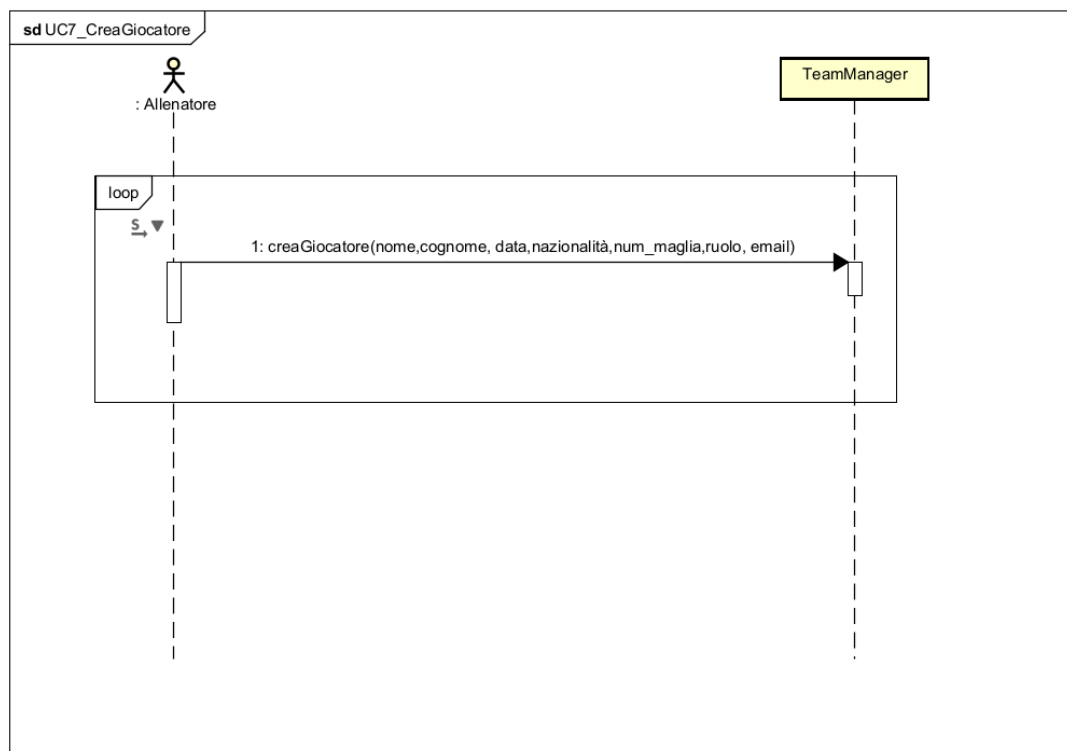 sd UC7_CreaGiocatore
: Allenatore
TeamManager
loop
S
1: creaGiocatore(nome,cognome, data,nazionalità,num_maglia,ruolo, email)